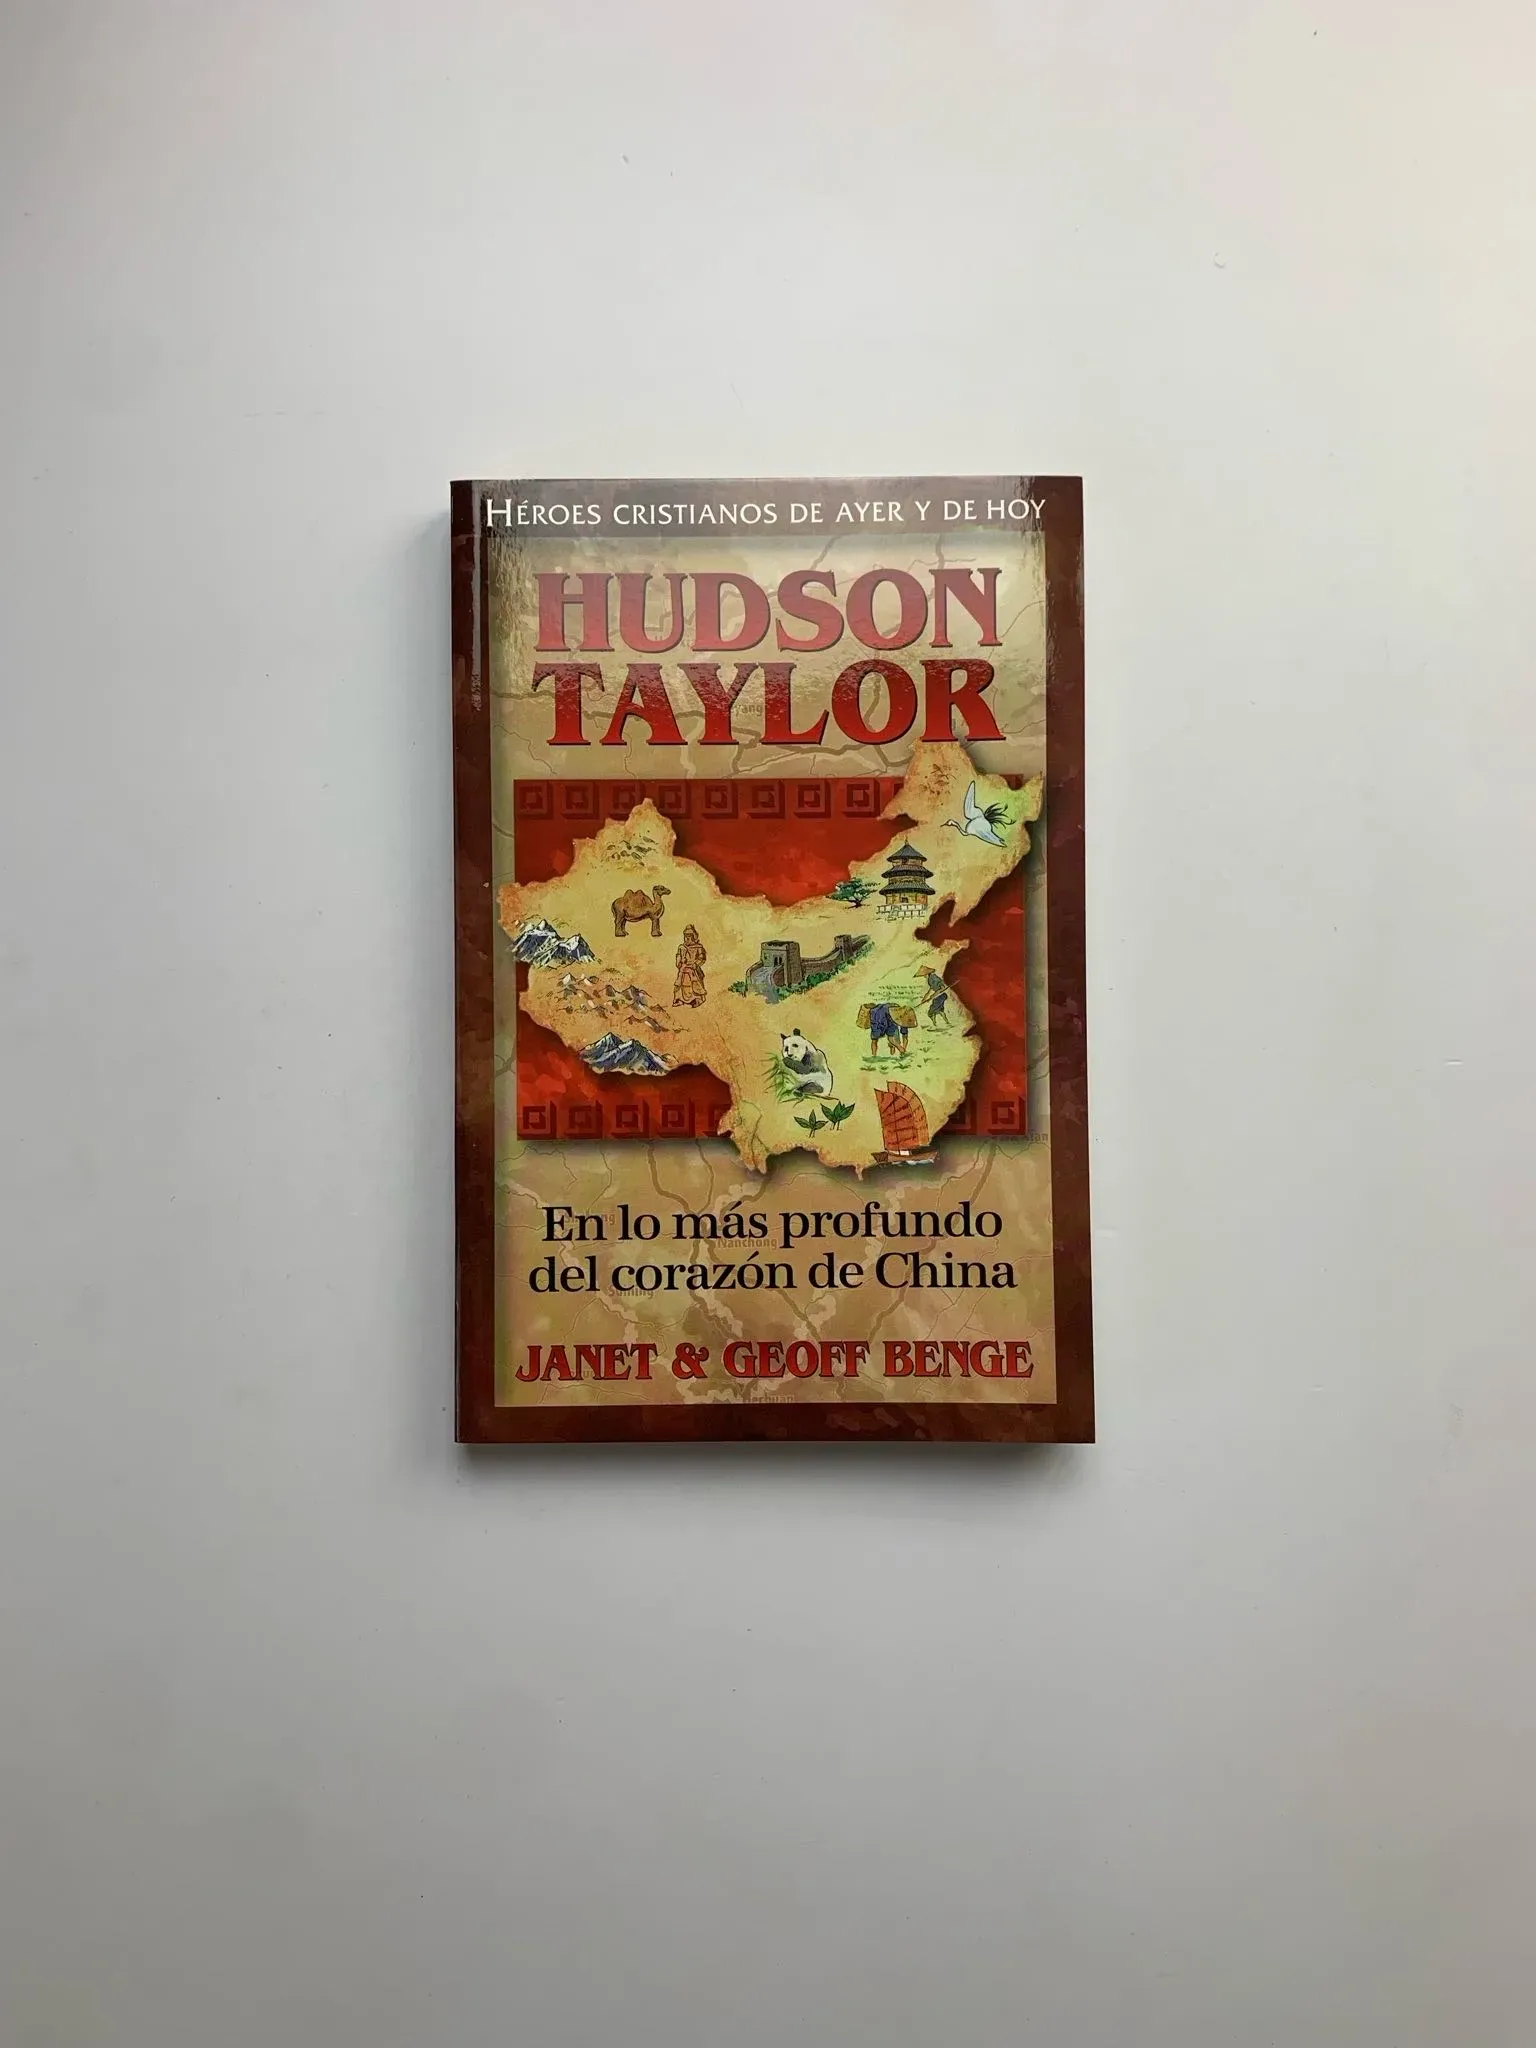 HÉROES CRISTIANOS DE AYER Y DE HOY
HUDSON
TAYLOR
En lo más profundo
Nanchong
del corazón de China
JANET & GEOFF BENGE